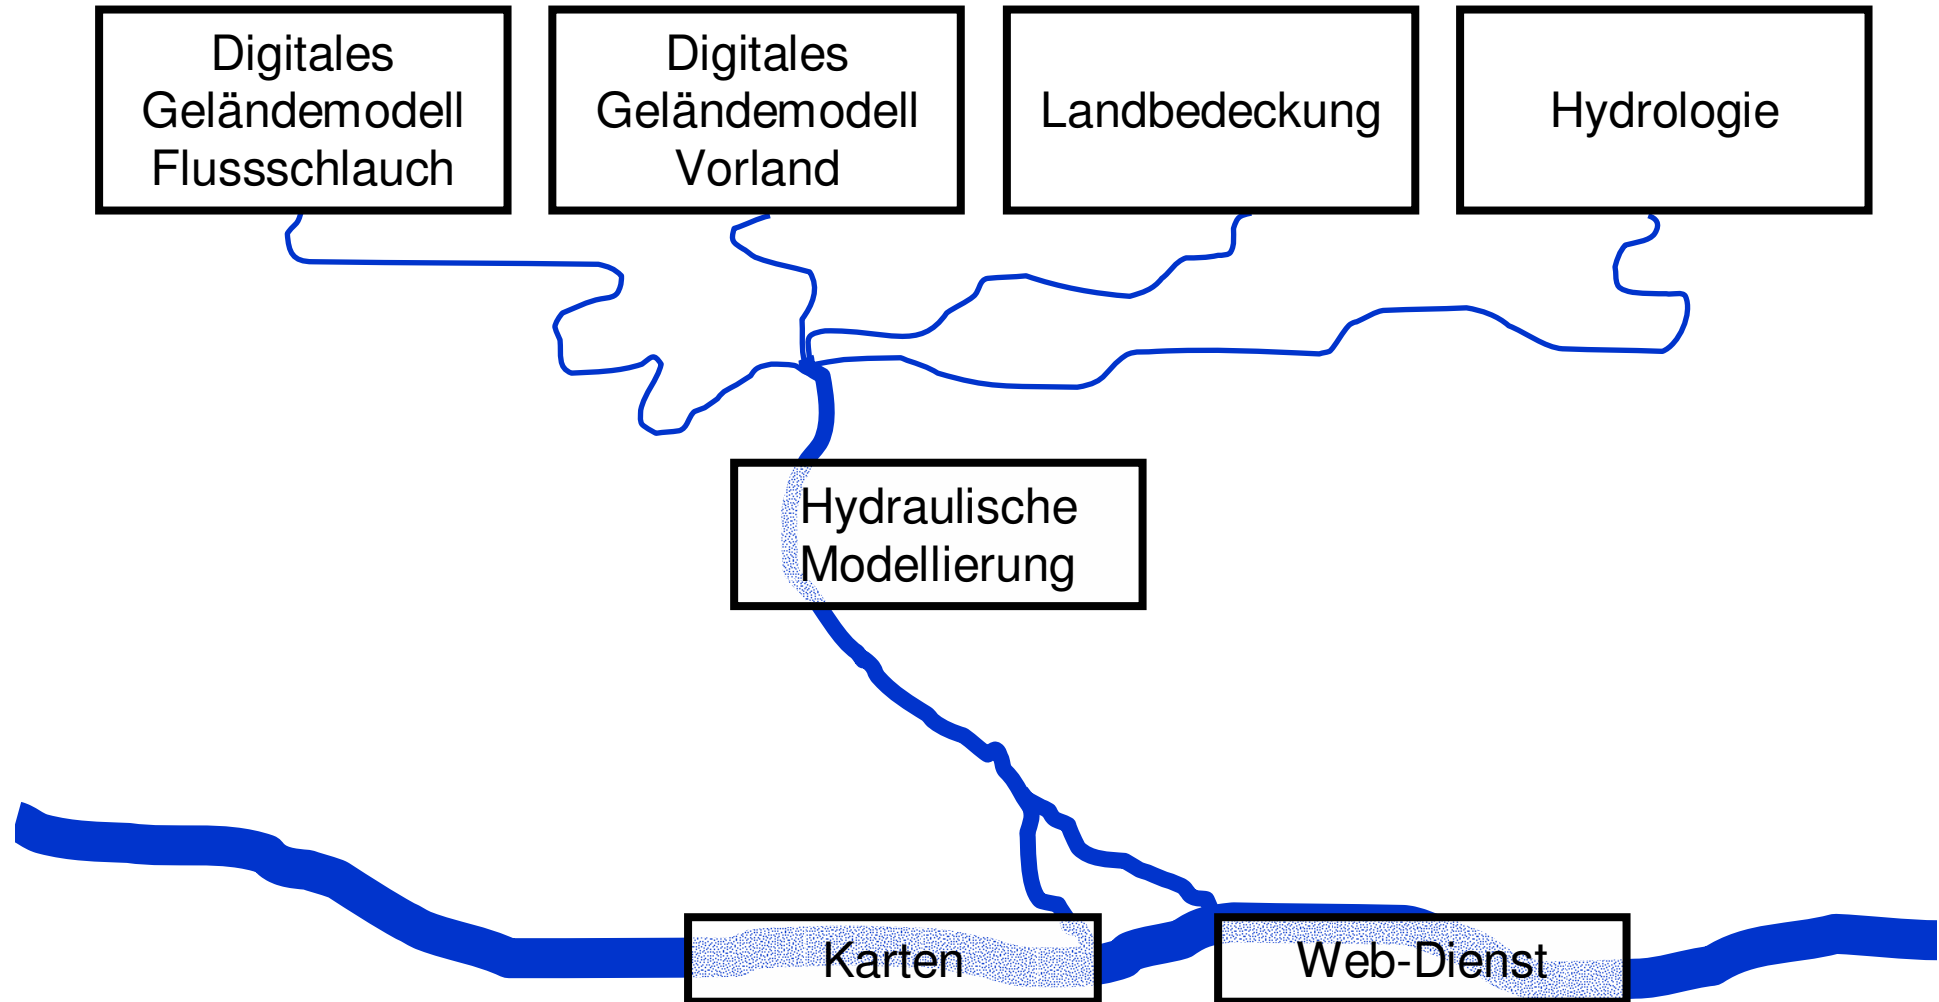 Digitales
Geländemodell
Flussschlauch
Digitales
Geländemodell
Vorland
Landbedeckung
Hydrologie
Hydraulische
Modellierung
Karten
Web-Dienst